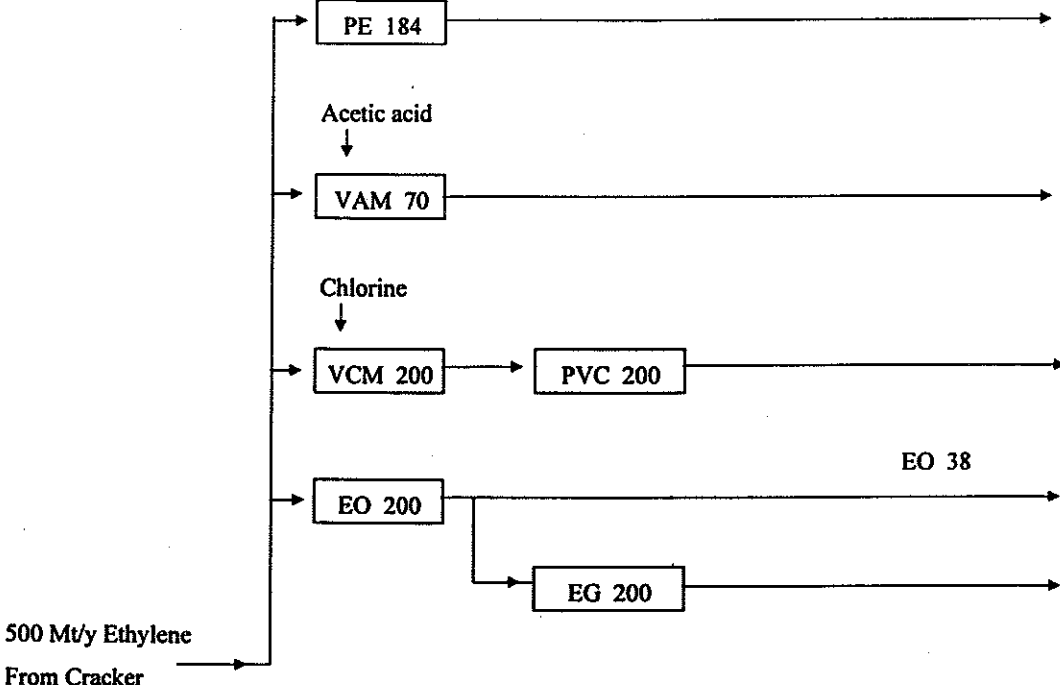 PE 184
Acetic acid
VAM 70
Chlorine
VCM 200
PVC 200
EO 38
EO 200
EG 200
500 Mt/y Ethylene
From Cracker